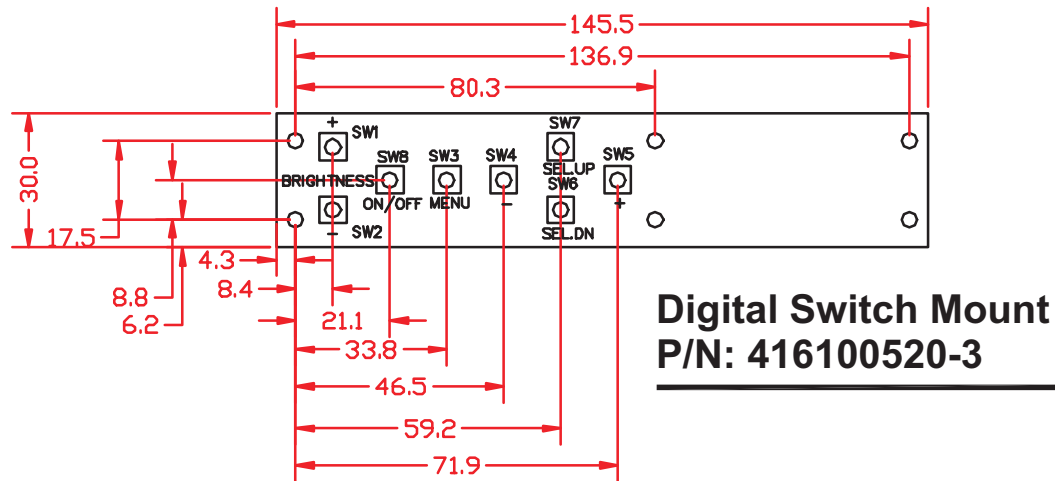 145.5
136.9
80.3
30.0
17.5
+
SW1
SW7
SW8
SW3
SW4
SEL.UP
SW5
BRIGHTNESS
SW6
ON/OFF
MENU
-
+
-
SW2
SEL.DN
4.3
8.4
8.8
6.2
21.1
33.8
46.5
59.2
71.9
Digital Switch Mount
P/N: 416100520-3